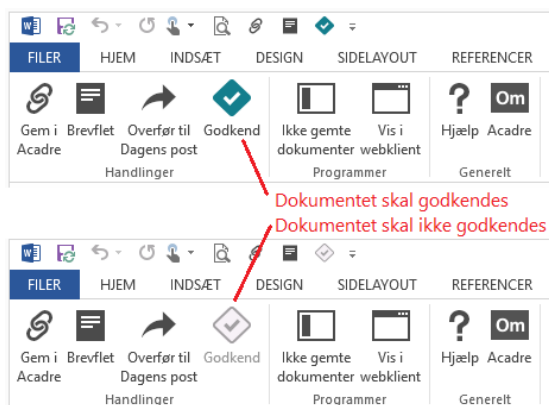 FILER HJEM INDSÆT DESIGN SIDELAYOUT REFERENCER
Gem i Brevflet Overfør til Godkend Ikke gemte Vis i Hjælp Om
Acadre Dagens post dokumenter webklient Acadre
Handlinger Programmer Generelt
Dokumentet skal godkendes
Dokumentet skal ikke godkendes
FILER HJEM INDSÆT DESIGN SIDELAYOUT REFERENCER
Om
Gem i Brevflet Overfør til Godkend Ikke gemte Vis i Hjælp Acadre
Acadre Dagens post dokumenter webklient
Handlinger Programmer Generelt